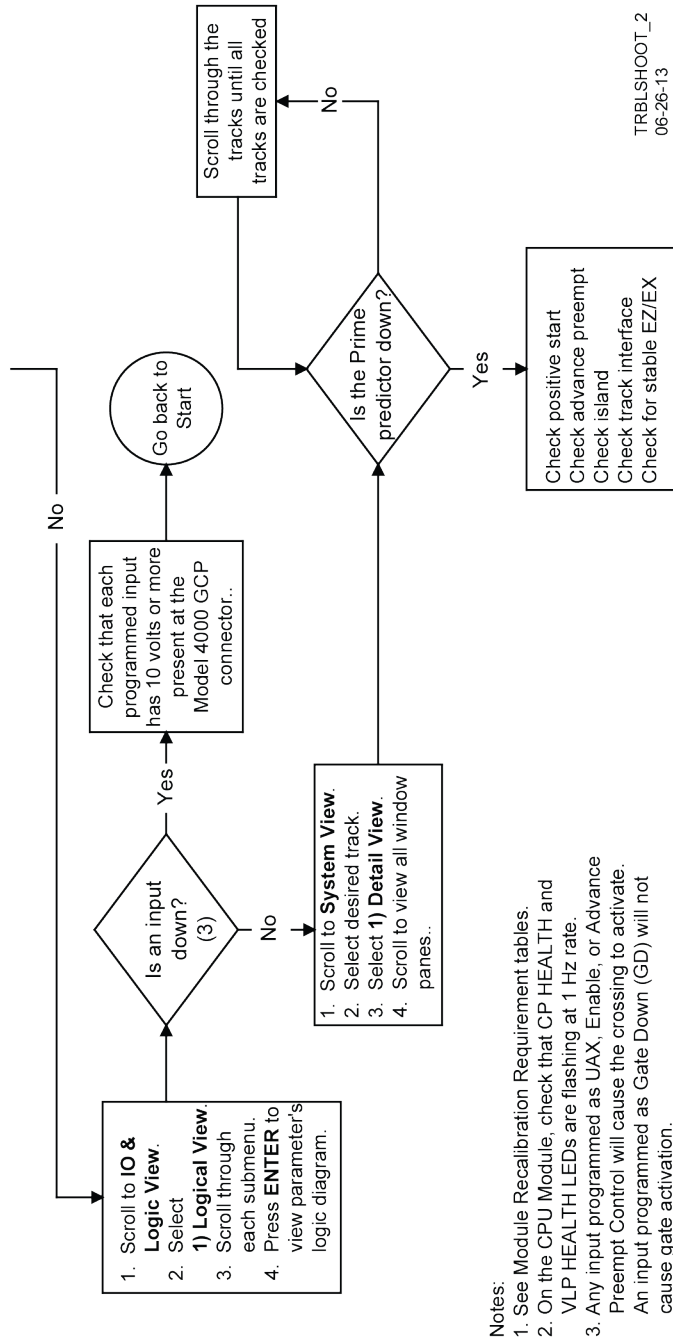 No
1. Scroll to IO &
Logic View.
2. Select
1) Logical View.
3. Scroll through
each submenu.
4. Press ENTER to
view parameter's
logic diagram.
Is an input
down?
(3)
Yes
Check that each
programmed input
has 10 volts or more
present at the
Model 4000 GCP
connector..
Go back to
Start
No
1. Scroll to System View.
2. Select desired track.
3. Select 1) Detail View.
4. Scroll to view all window
panes..
Is the Prime
predictor down?
No
Scroll through the
tracks until all
tracks are checked
Yes
Check positive start
Check advance preempt
Check island
Check track interface
Check for stable EZ/EX
Notes:
1. See Module Recalibration Requirement tables.
2. On the CPU Module, check that CP HEALTH and
VLP HEALTH LEDs are flashing at 1 Hz rate.
3. Any input programmed as UAX, Enable, or Advance
Preempt Control will cause the crossing to activate.
An input programmed as Gate Down (GD) will not
cause gate activation.
TRBLSHOOT_2
06-26-13